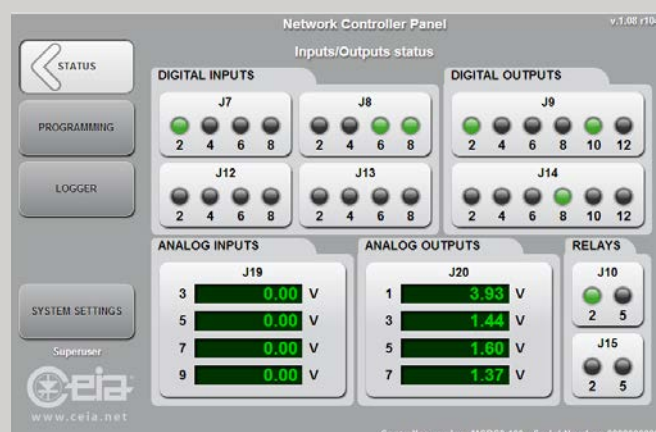 Network Controller Panel
v.1.08 r104
Inputs/Outputs status
STATUS
PROGRAMMING
LOGGER
SYSTEM SETTINGS
Superuser
Ceia
www.ceia.net
DIGITAL INPUTS
J7
2 4 6 8
J8
2 4 6 8
J12
2 4 6 8
J13
2 4 6 8
DIGITAL OUTPUTS
J9
2 4 6 8 10 12
J14
2 4 6 8 10 12
ANALOG INPUTS
J19
3 0.00 V
5 0.00 V
7 0.00 V
9 0.00 V
ANALOG OUTPUTS
J20
1 3.93 V
3 1.44 V
5 1.60 V
7 1.37 V
RELAYS
J10
2 5
J15
2 5